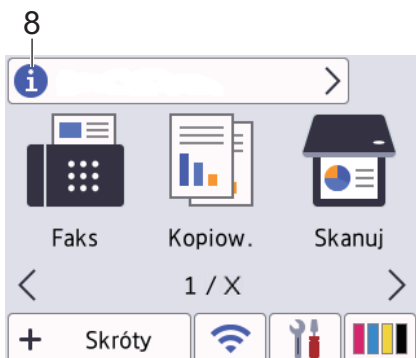 8
i
Faks Kopiow. Skanuj
1 / X
+ Skróty